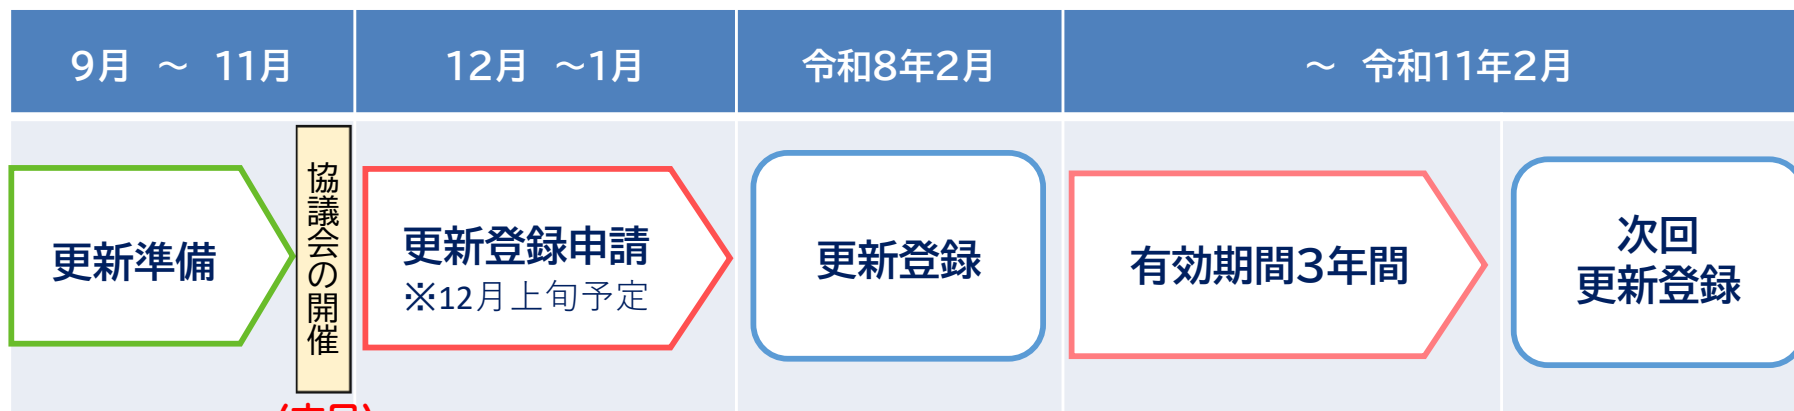 9月 ～ 11月
12月 ～1月
令和8年2月
～ 令和11年2月
更新準備
協議会の開催
更新登録申請
※12月上旬予定
更新登録
有効期間3年間
次回
更新登録